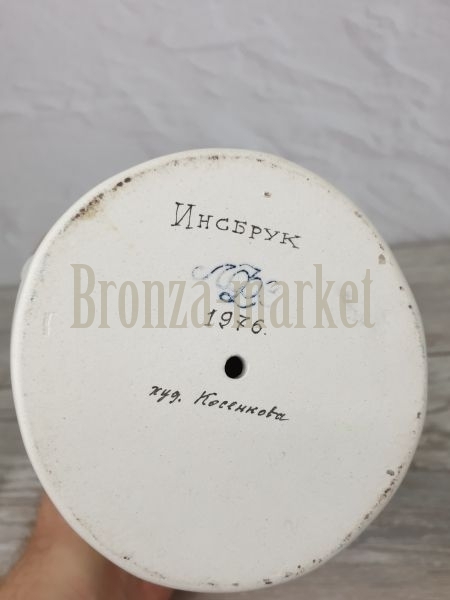 ИНСБРУК
Bronza-market
1976.
худ. Косенкова